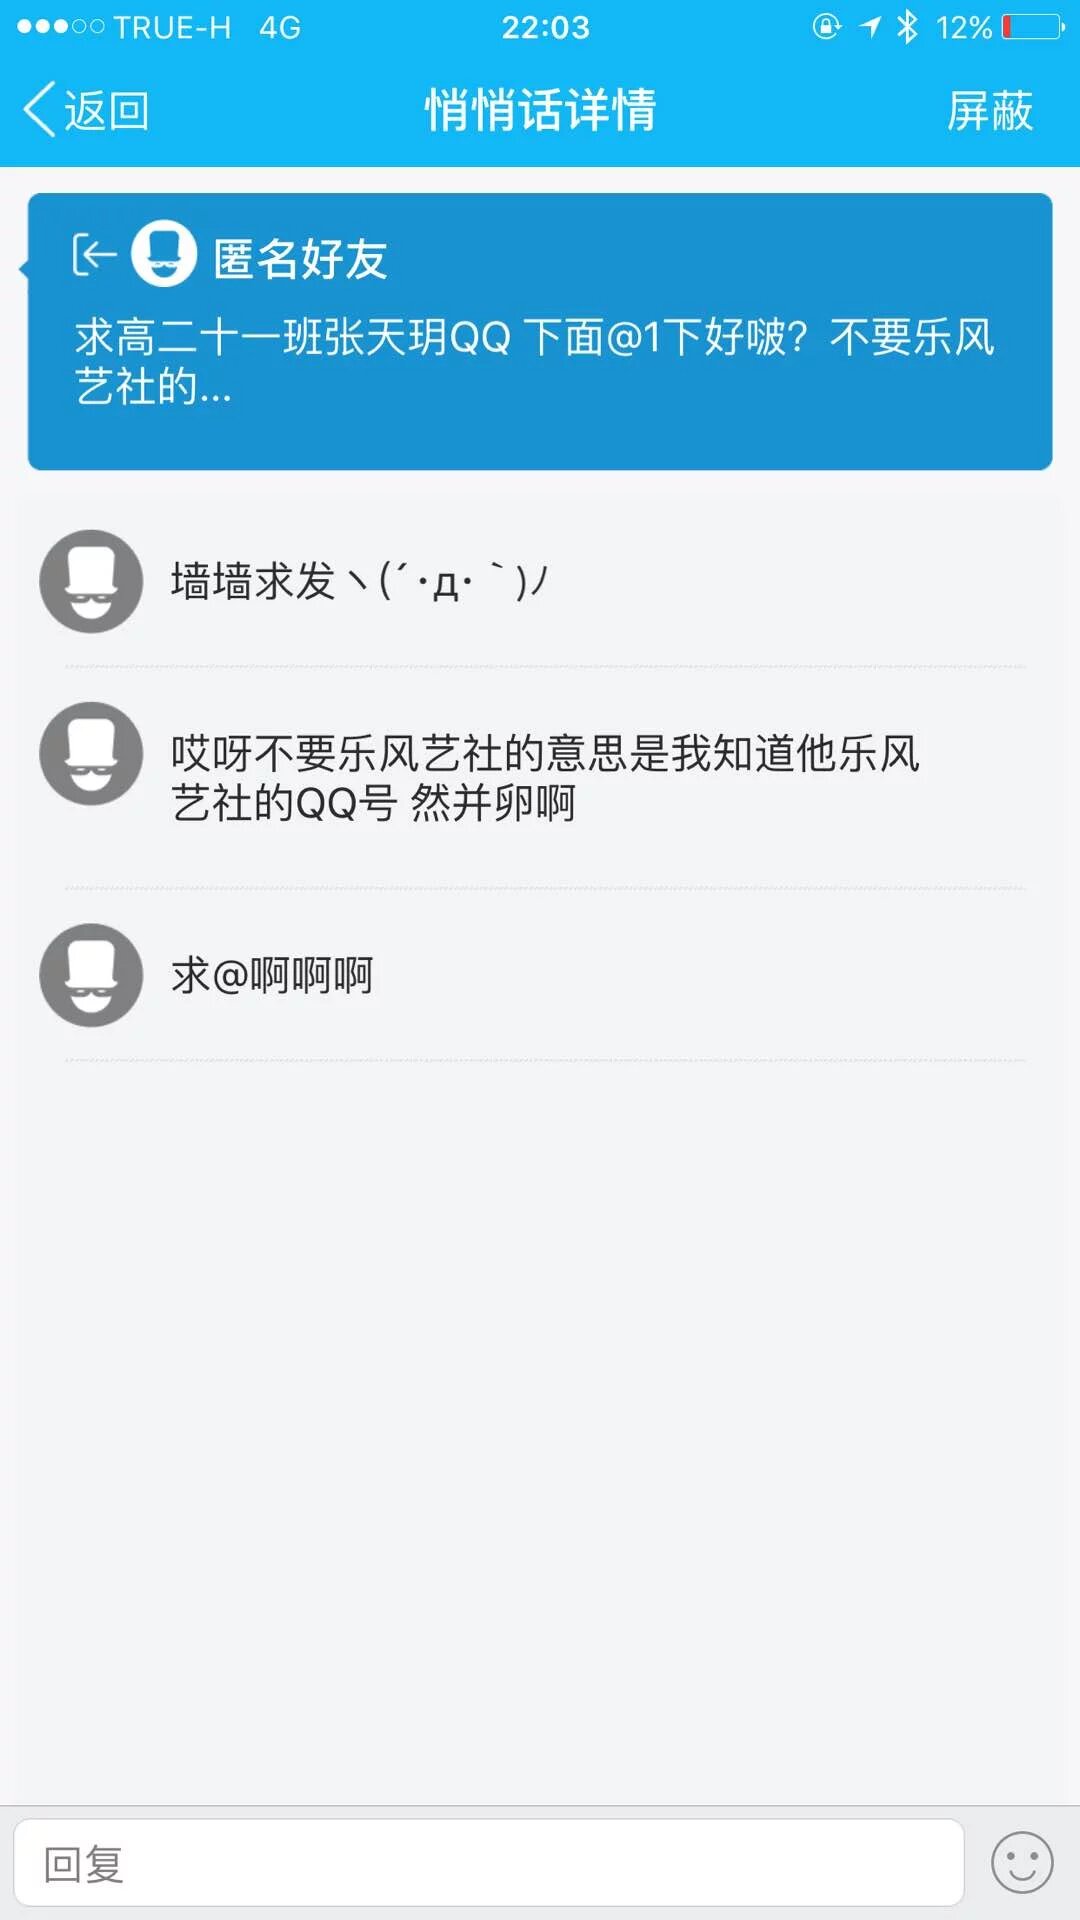 TRUE-H 4G 22:03 12%
返回 悄悄话详情 屏蔽
匿名好友
求高二十一班张天玥QQ 下面@1下好啵？不要乐风
艺社的...
墙墙求发ヽ(´･д･｀)ﾉ
哎呀不要乐风艺社的意思是我知道他乐风
艺社的QQ号 然并卵啊
求@啊啊啊
回复